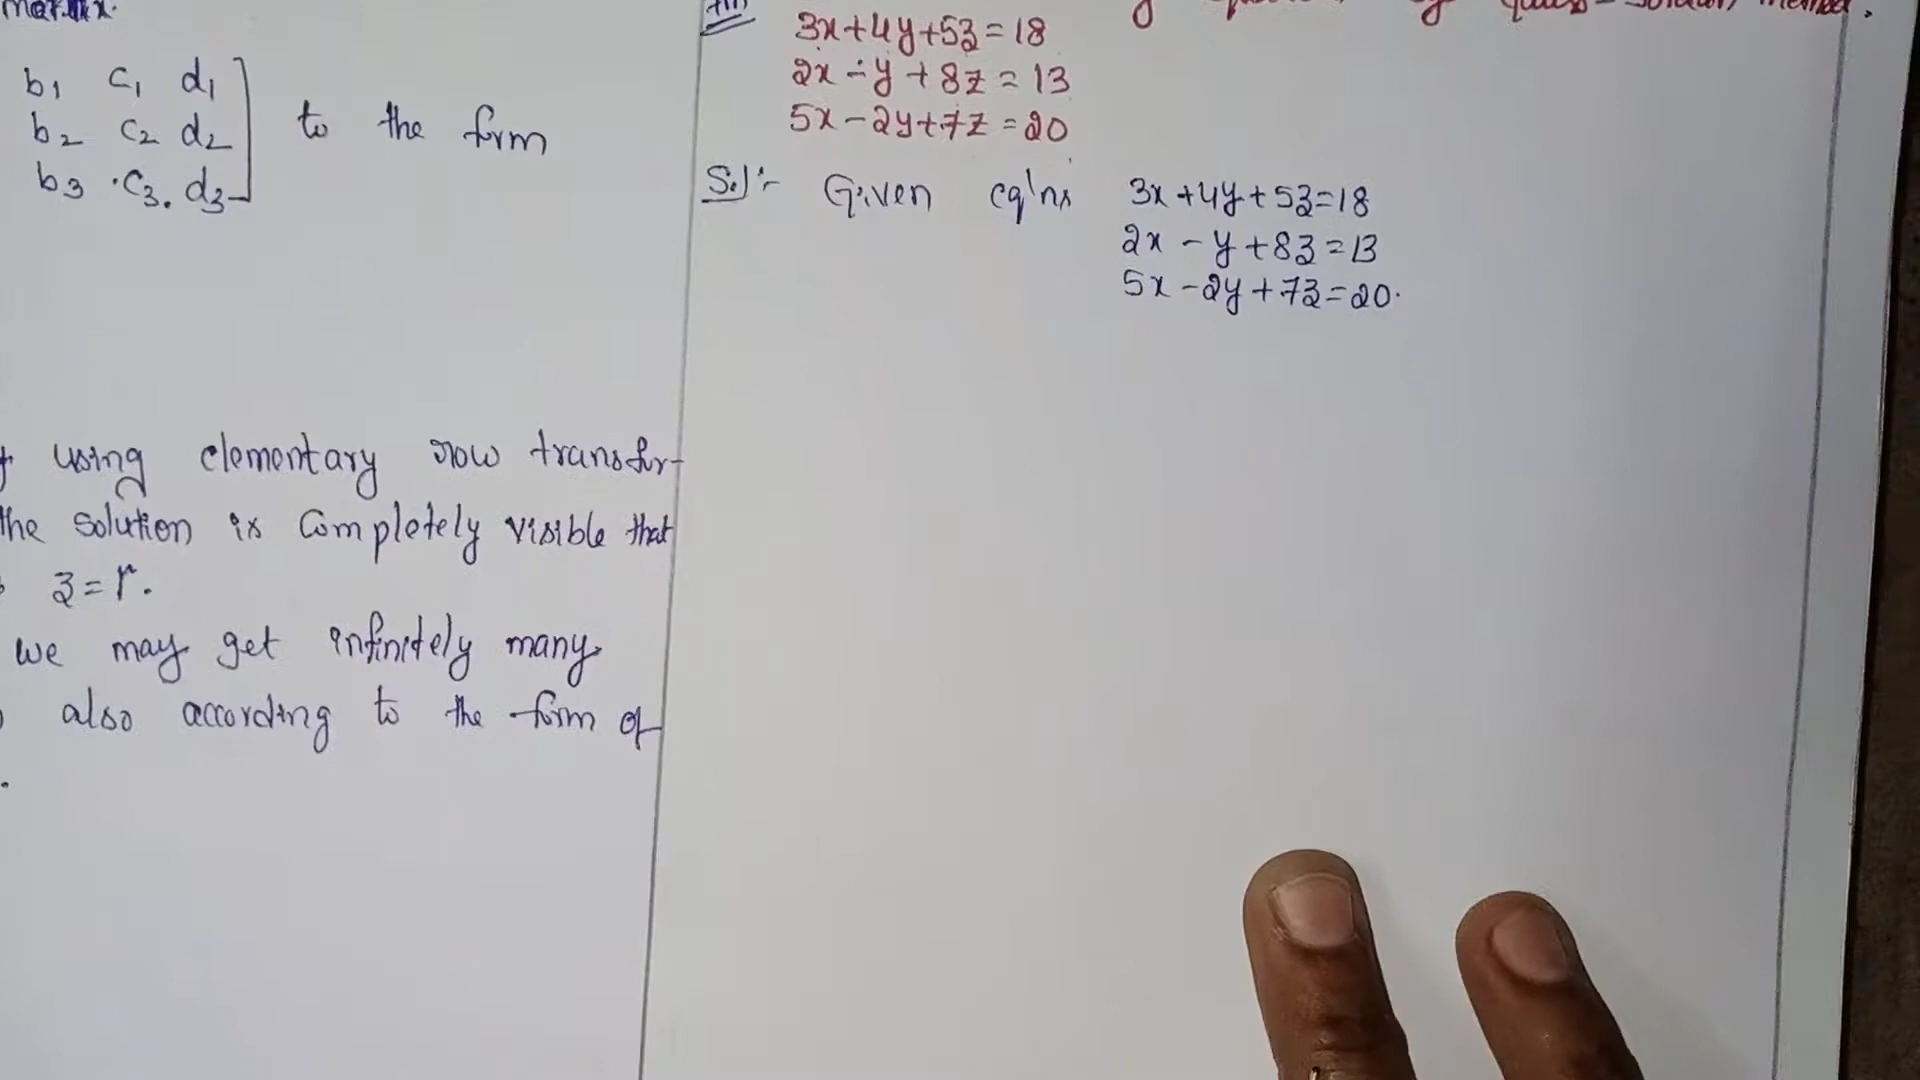 b1 c1 d1
b2 c2 d2 to the form
b3 c3. d3
using elementary row transfor-
the solution is completely visible that
z=r.
we may get infinitely many
also according to the form of
method.
3x+4y+5z=18
2x-y+8z=13
5x-2y+7z=20
Sol:- Given eq'ns 3x+4y+5z=18
2x-y+8z=13
5x-2y+7z=20.